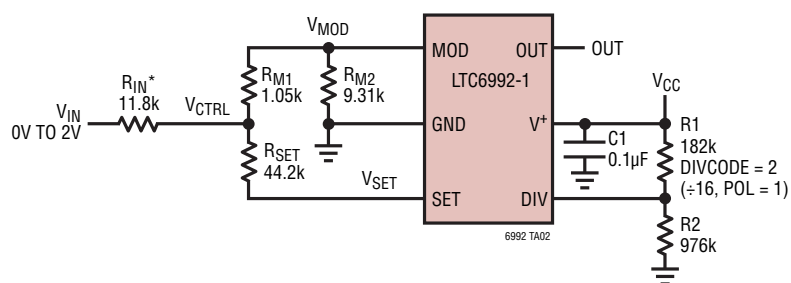 VMOD
MOD
OUT
OUT
RIN*
11.8k
RM1
1.05k
RM2
9.31k
LTC6992-1
VCC
VIN
0V TO 2V
VCTRL
GND
V+
C1
0.1µF
R1
182k
DIVCODE = 2
(÷16, POL = 1)
RSET
44.2k
VSET
SET
DIV
R2
976k
6992 TA02